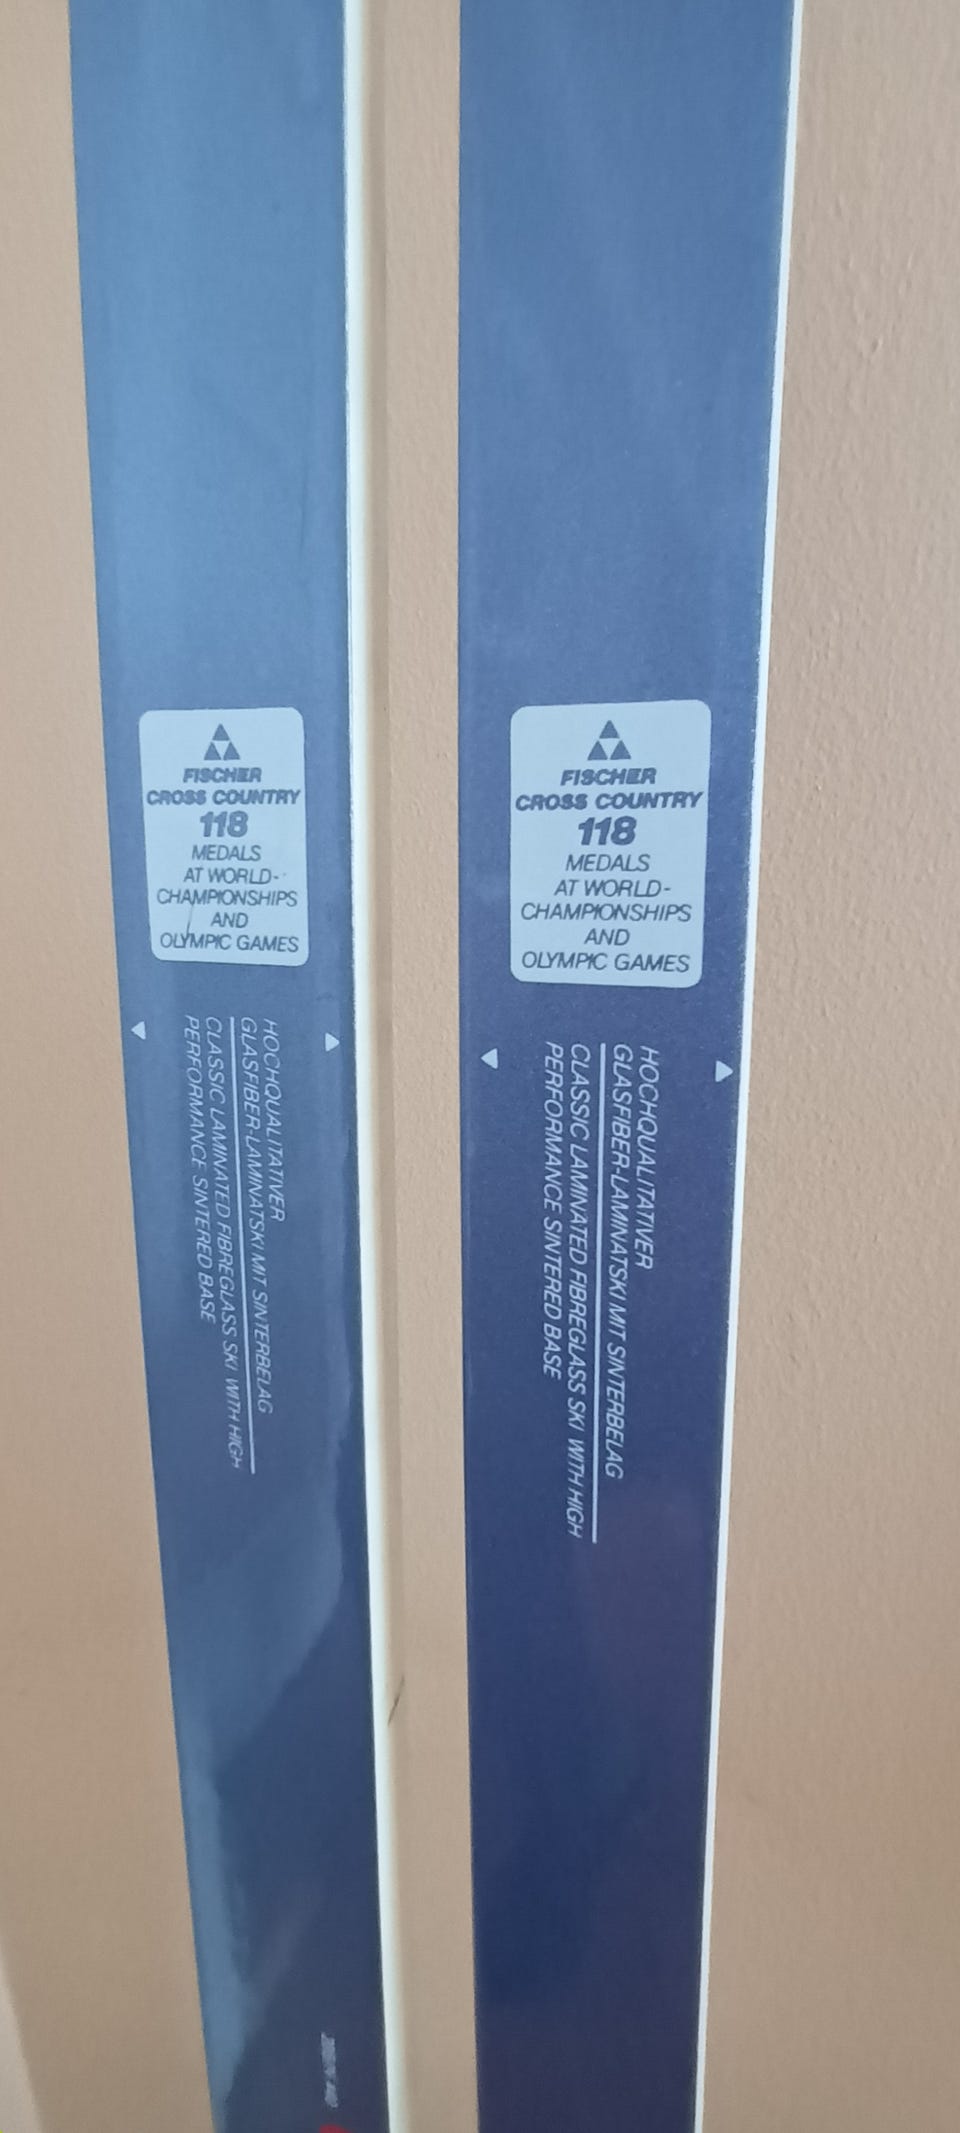 FISCHER
CROSS COUNTRY
118
MEDALS
AT WORLD-
CHAMPIONSHIPS
AND
OLYMPIC GAMES
HOCHQUALITATIVER
GLASFIBER-LAMINATSKI MIT SINTERBELAG
CLASSIC LAMINATED FIBREGLASS SKI WITH HIGH
PERFORMANCE SINTERED BASE
FISCHER
CROSS COUNTRY
118
MEDALS
AT WORLD-
CHAMPIONSHIPS
AND
OLYMPIC GAMES
HOCHQUALITATIVER
GLASFIBER-LAMINATSKI MIT SINTERBELAG
CLASSIC LAMINATED FIBREGLASS SKI WITH HIGH
PERFORMANCE SINTERED BASE